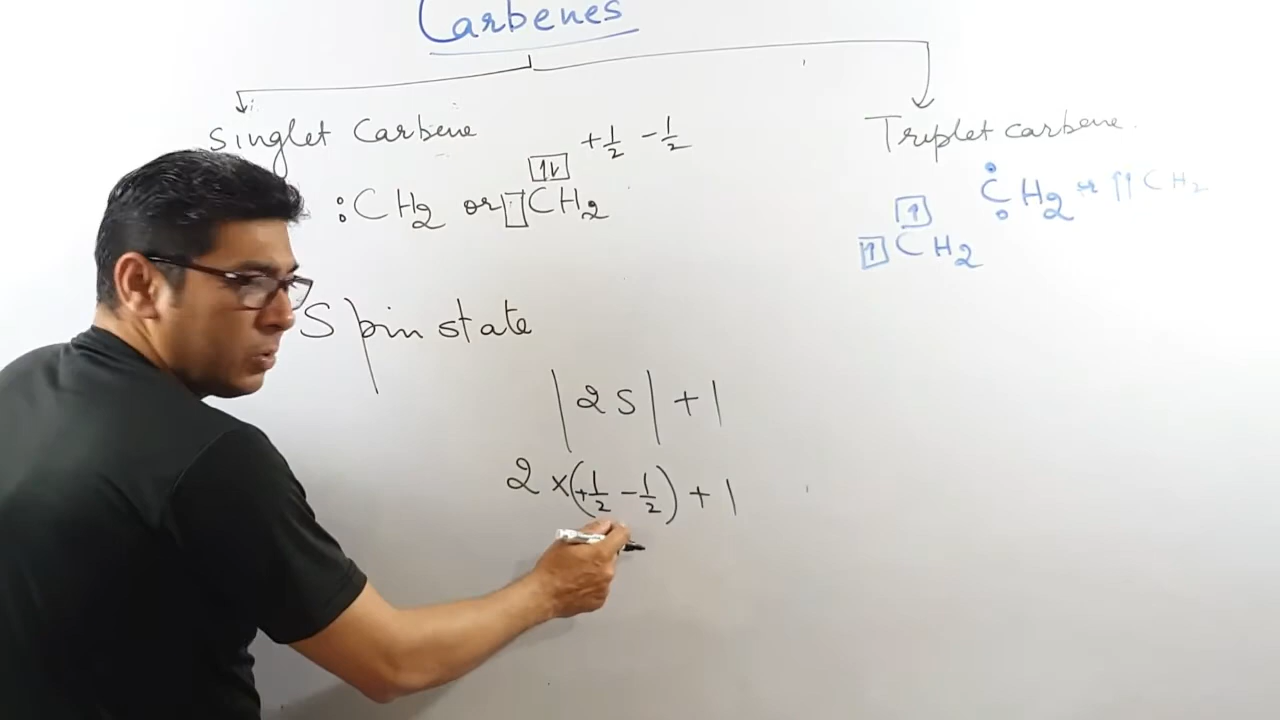 Carbenes
Singlet Carbene
+1/2 -1/2
1↓
:CH2 or CH2
Triplet carbene.
ĊH2 or ↑↑CH2
↑
↑ CH2
Spin state
|2S| + 1
2 × (+1/2 - 1/2) + 1